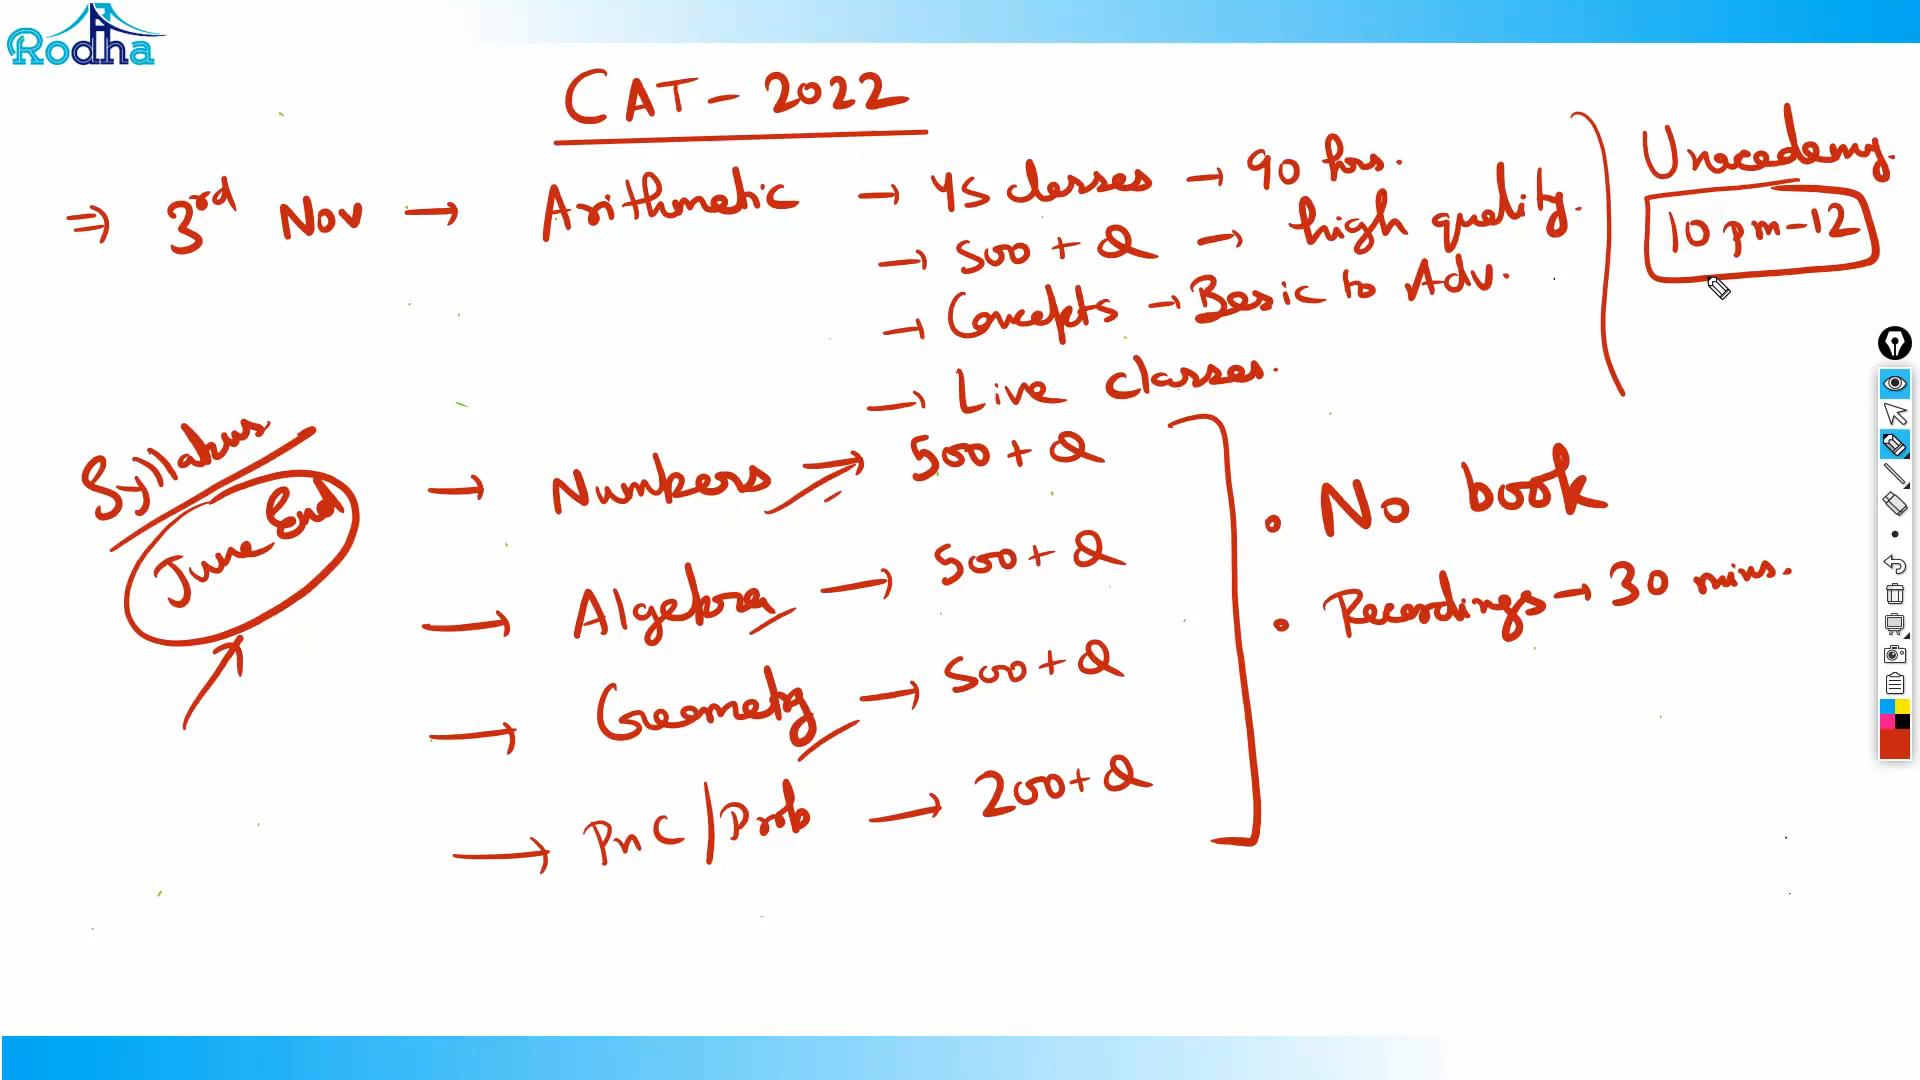 Rodha
CAT - 2022
⇒ 3rd Nov → Arithmetic → 45 classes → 90 hrs.
→ 500 + Q → high quality.
→ Concepts → Basic to Adv.
→ Live classes.
Unacademy.
10 pm - 12
Syllabus
June End
→ Numbers → 500 + Q
→ Algebra → 500 + Q
→ Geometry → 500 + Q
→ PnC / Prob → 200 + Q
• No book
• Recordings → 30 mins.